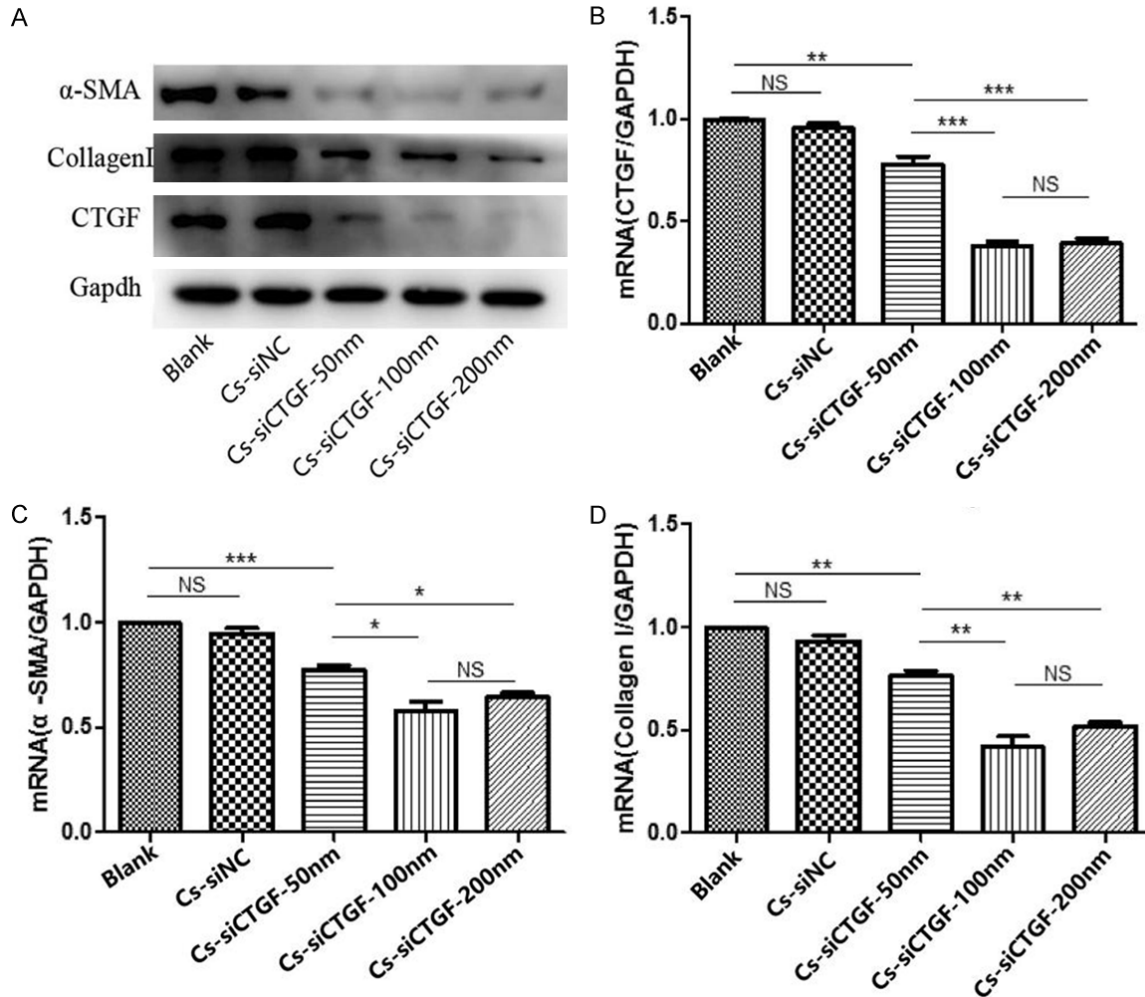 A
α-SMA
CollagenI
CTGF
Gapdh
Blank
Cs-siNC
Cs-siCTGF-50nm
Cs-siCTGF-100nm
Cs-siCTGF-200nm
B
mRNA(CTGF/GAPDH)
1.5
1.0
0.5
0.0
**
NS
***
***
NS
Blank
Cs-siNC
Cs-siCTGF-50nm
Cs-siCTGF-100nm
Cs-siCTGF-200nm
C
mRNA(α -SMA/GAPDH)
1.5
1.0
0.5
0.0
***
NS
*
*
NS
Blank
Cs-siNC
Cs-siCTGF-50nm
Cs-siCTGF-100nm
Cs-siCTGF-200nm
D
mRNA(Collagen I/GAPDH)
1.5
1.0
0.5
0.0
**
NS
**
**
NS
Blank
Cs-siNC
Cs-siCTGF-50nm
Cs-siCTGF-100nm
Cs-siCTGF-200nm